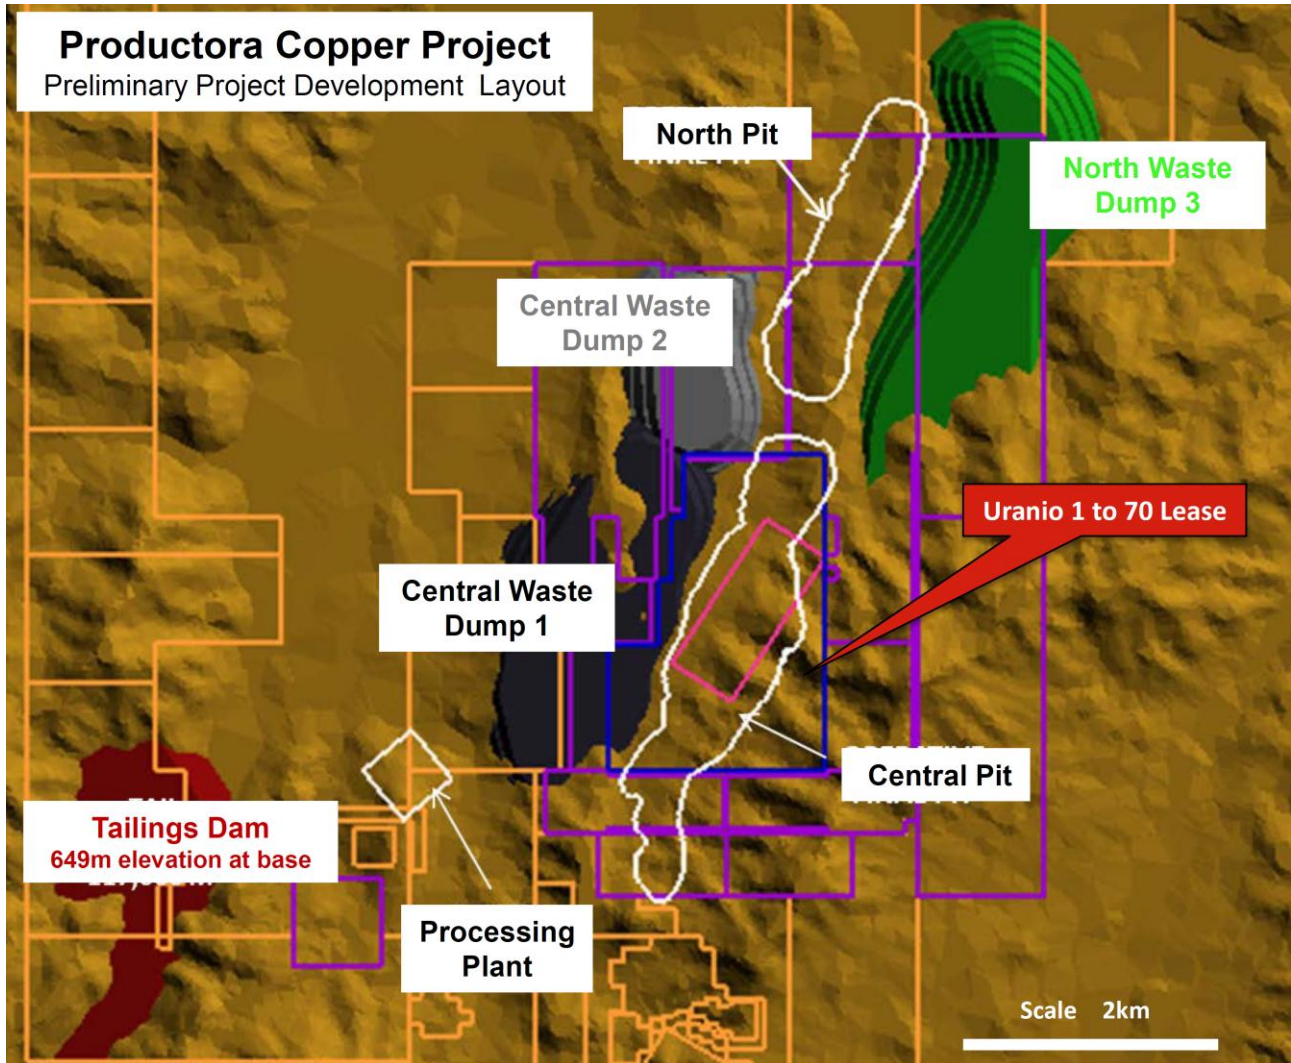 Productora Copper Project
Preliminary Project Development Layout
North Pit
North Waste
Dump 3
Central Waste
Dump 2
Uranio 1 to 70 Lease
Central Waste
Dump 1
Central Pit
Tailings Dam
649m elevation at base
Processing
Plant
Scale 2km